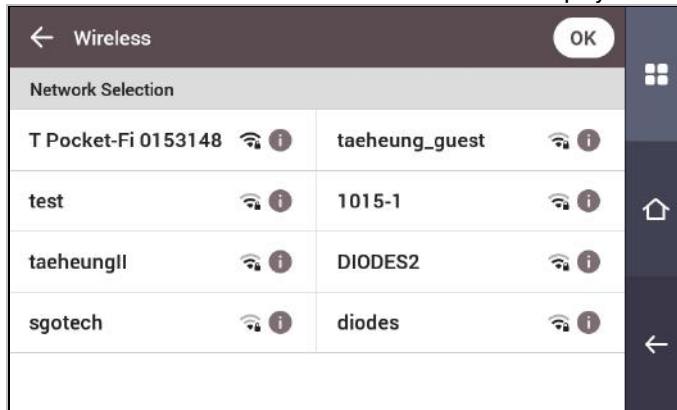 Wireless
OK
Network Selection
T Pocket-Fi 0153148
taeheung_guest
test
1015-1
taeheungII
DIODES2
sgotech
diodes